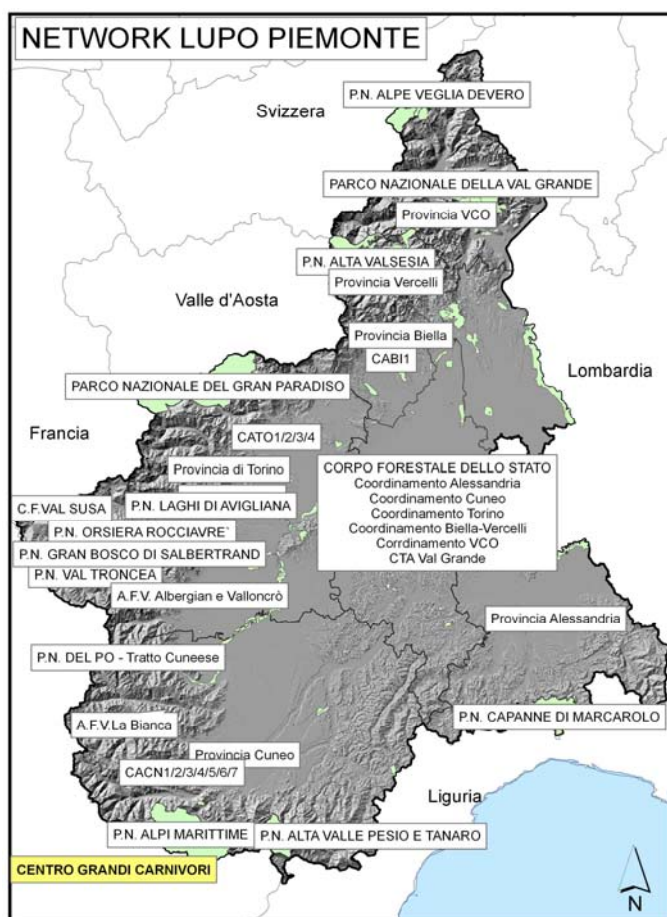 NETWORK LUPO PIEMONTE
P.N. ALPE VEGLIA DEVERO
Svizzera
PARCO NAZIONALE DELLA VAL GRANDE
Provincia VCO
P.N. ALTA VALSESIA
Provincia Vercelli
Valle d'Aosta
Provincia Biella
CABI1
Lombardia
PARCO NAZIONALE DEL GRAN PARADISO
Francia
CATO1/2/3/4
Provincia di Torino
CORPO FORESTALE DELLO STATO
Coordinamento Alessandria
Coordinamento Cuneo
Coordinamento Torino
Coordinamento Biella-Vercelli
Corrdinamento VCO
CTA Val Grande
C.F.VAL SUSA
P.N. LAGHI DI AVIGLIANA
P.N. ORSIERA ROCCIAVRE`
P.N. GRAN BOSCO DI SALBERTRAND
P.N. VAL TRONCEA
A.F.V. Albergian e Valloncrò
Provincia Alessandria
P.N. DEL PO - Tratto Cuneese
A.F.V.La Bianca
P.N. CAPANNE DI MARCAROLO
Provincia Cuneo
CACN1/2/3/4/5/6/7
Liguria
P.N. ALPI MARITTIME
P.N. ALTA VALLE PESIO E TANARO
CENTRO GRANDI CARNIVORI
N